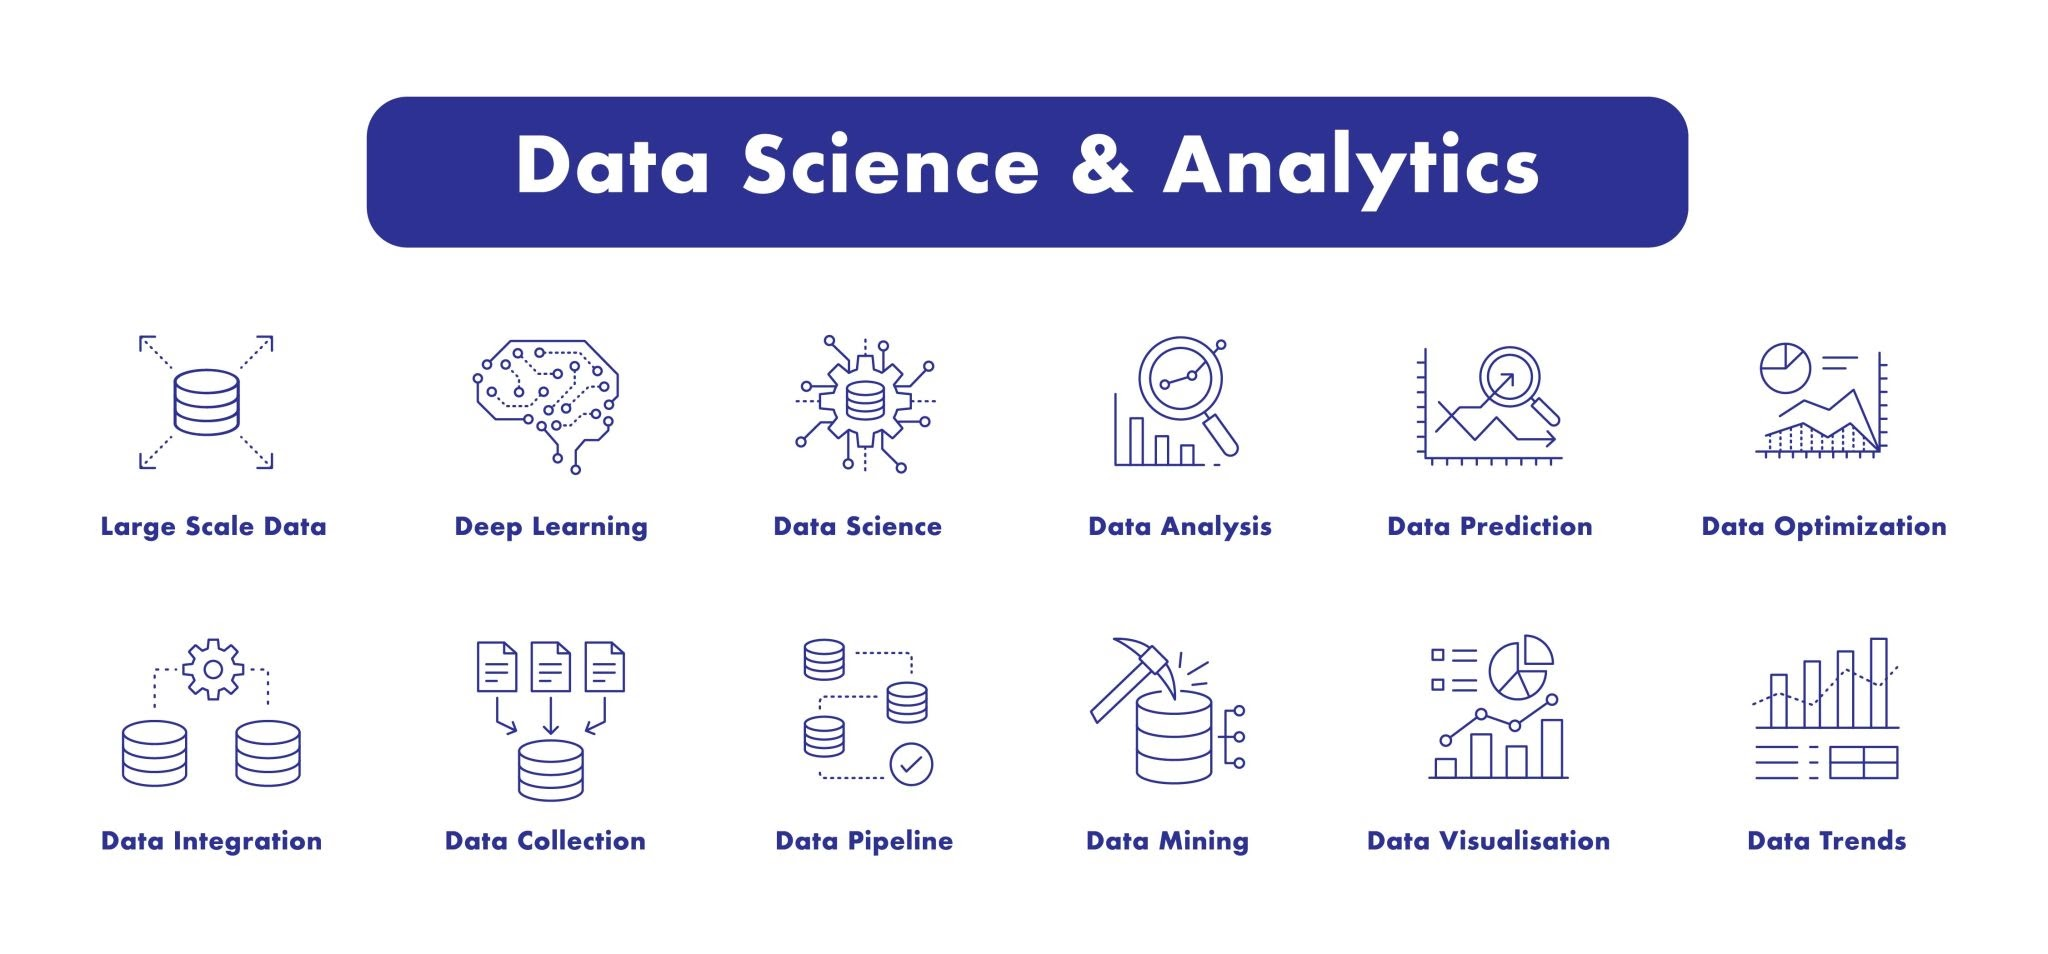 Data Science & Analytics
Large Scale Data
Deep Learning
Data Science
Data Analysis
Data Prediction
Data Optimization
Data Integration
Data Collection
Data Pipeline
Data Mining
Data Visualisation
Data Trends